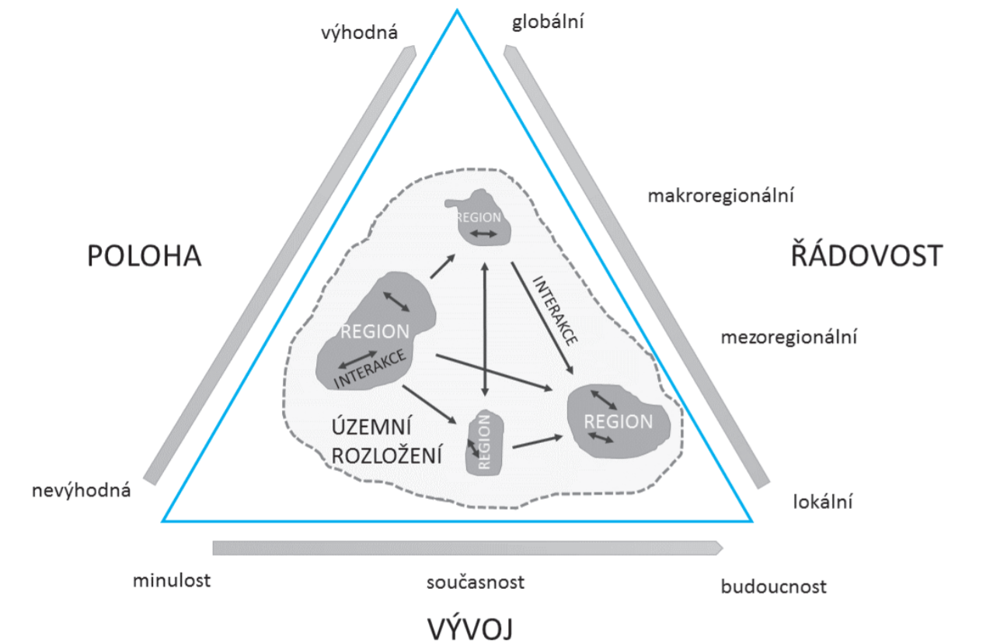 výhodná
globální
makroregionální
POLOHA
ŘÁDOVOST
mezoregionální
REGION
INTERAKCE
REGION
INTERAKCE
ÚZEMNÍ
ROZLOŽENÍ
REGION
REGION
nevýhodná
lokální
minulost
současnost
budoucnost
VÝVOJ